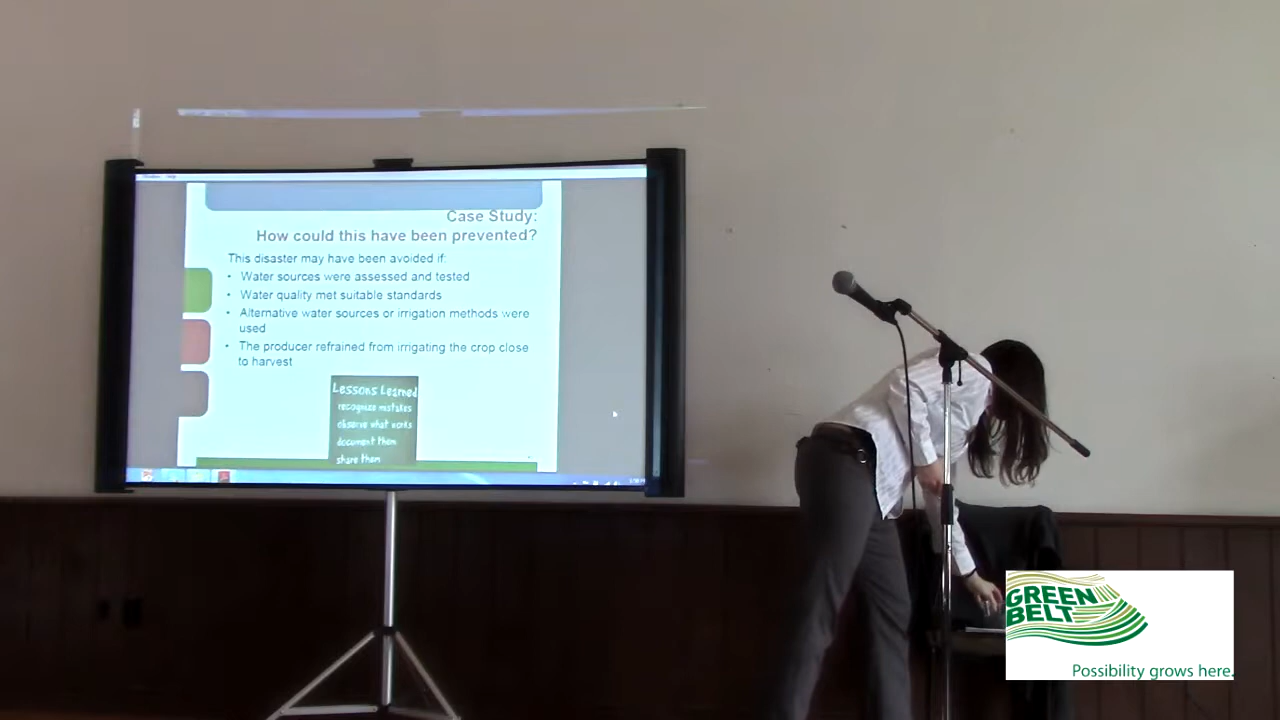 Case Study:
How could this have been prevented?
This disaster may have been avoided if:
• Water sources were assessed and tested
• Water quality met suitable standards
• Alternative water sources or irrigation methods were
used
• The producer refrained from irrigating the crop close
to harvest
Lessons Learned
recognize mistakes
observe what works
document them
share them
GREEN
BELT
Possibility grows here.